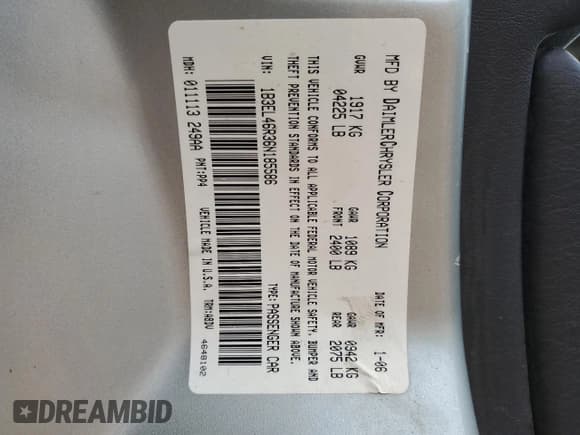 MFD BY DAIMLERCHRYSLER CORPORATION
DATE OF MFR: 1-06
GVWR 1917 KG 04225 LB
GAWR FRONT 1089 KG 2400 LB
GAWR REAR 0942 KG 2075 LB
THIS VEHICLE CONFORMS TO ALL APPLICABLE FEDERAL MOTOR VEHICLE SAFETY, BUMPER AND
THEFT PREVENTION STANDARDS IN EFFECT ON THE DATE OF MANUFACTURE SHOWN ABOVE.
VIN: 1B3EL46R36N185586 TYPE:PASSENGER CAR
MDH: 011113 249AA PNT:PA4 VEHICLE MADE IN U.S.A. TRM:A8DV
4648102
DREAMBID